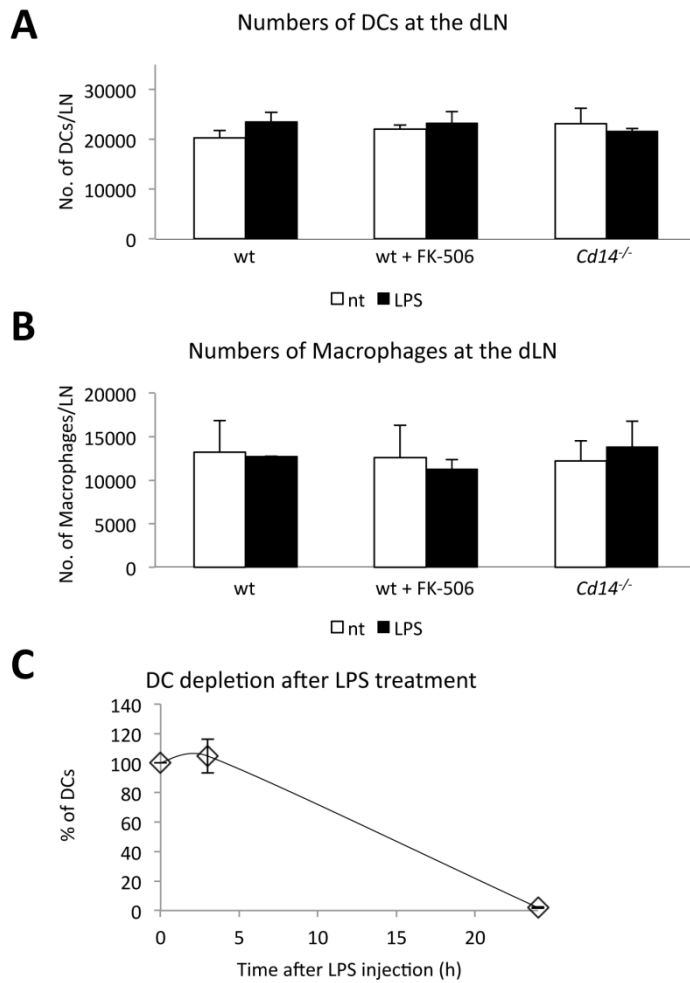 A
Numbers of DCs at the dLN
No. of DCs/LN
30000
20000
10000
0
wt
wt + FK-506
Cd14-/-
nt LPS
B
Numbers of Macrophages at the dLN
No. of Macrophages/LN
20000
15000
10000
5000
0
wt
wt + FK-506
Cd14-/-
nt LPS
C
DC depletion after LPS treatment
% of DCs
140
120
100
80
60
40
20
0
0 5 10 15 20
Time after LPS injection (h)